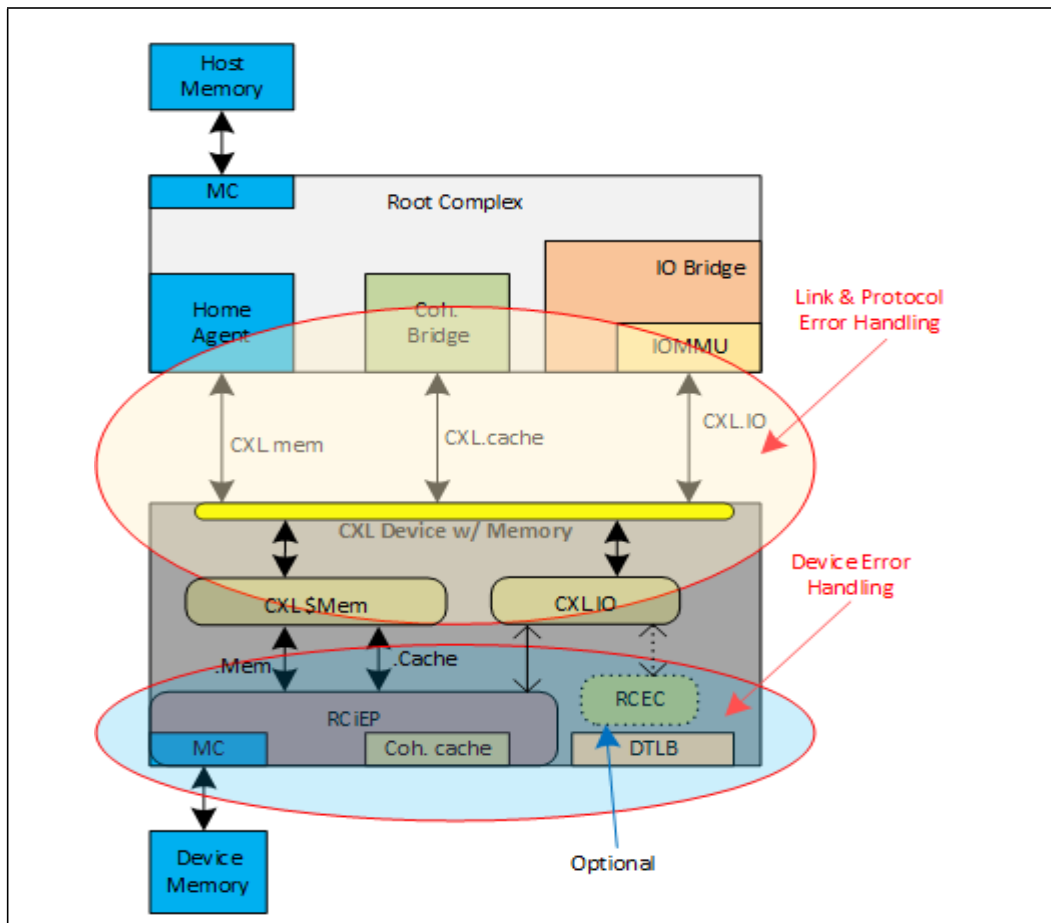 Host
Memory
MC
Root Complex
IO Bridge
Home
Agent
Coh.
Bridge
IOMMU
Link & Protocol
Error Handling
CXL mem
CXL.cache
CXL.IO
CXL Device w/ Memory
Device Error
Handling
CXL $Mem
CXL IO
.Mem
.Cache
RCiEP
RCEC
MC
Coh. cache
DTLB
Optional
Device
Memory